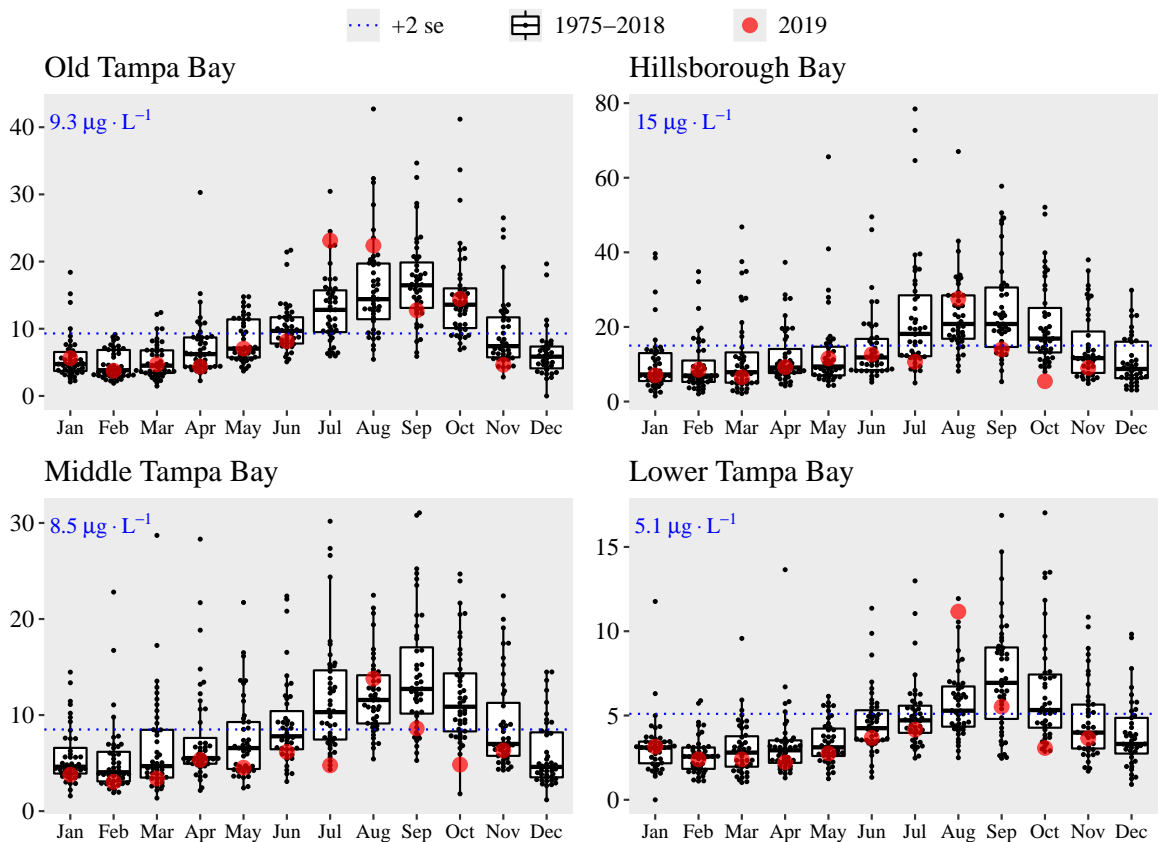 +2 se 1975−2018 2019
Old Tampa Bay
9.3 μg · L⁻¹
40
30
20
10
0
Jan Feb Mar Apr May Jun Jul Aug Sep Oct Nov Dec
Hillsborough Bay
15 μg · L⁻¹
80
60
40
20
0
Jan Feb Mar Apr May Jun Jul Aug Sep Oct Nov Dec
Middle Tampa Bay
8.5 μg · L⁻¹
30
20
10
0
Jan Feb Mar Apr May Jun Jul Aug Sep Oct Nov Dec
Lower Tampa Bay
5.1 μg · L⁻¹
15
10
5
0
Jan Feb Mar Apr May Jun Jul Aug Sep Oct Nov Dec